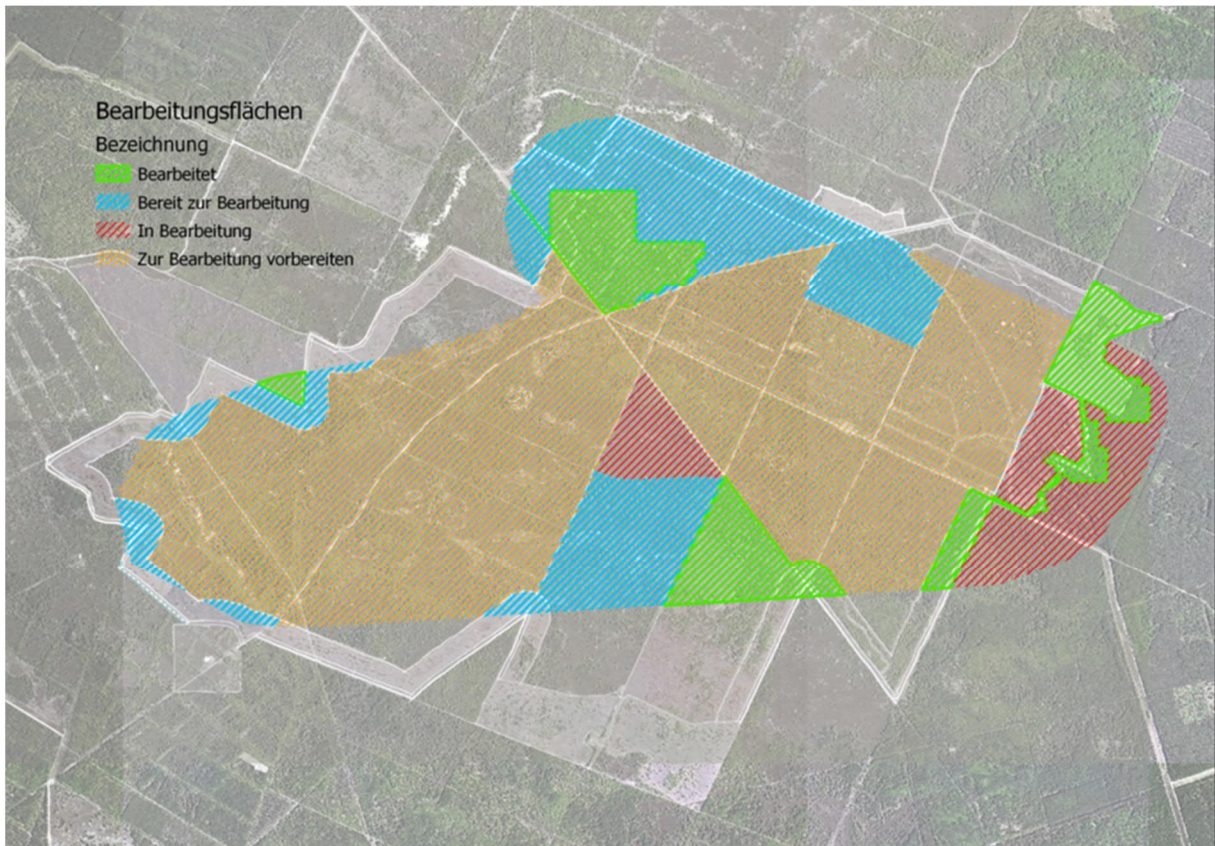 Bearbeitungsflächen
Bezeichnung
Bearbeitet
Bereit zur Bearbeitung
In Bearbeitung
Zur Bearbeitung vorbereiten